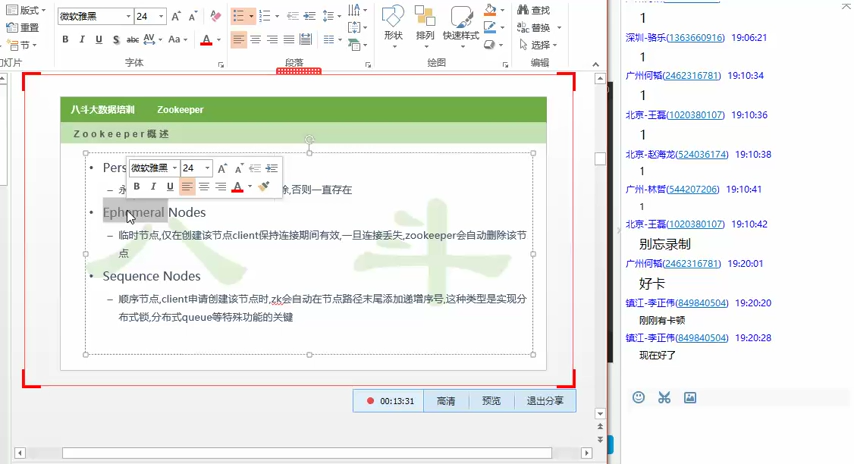 版式
微软雅黑 24
重置
节
B I U S abc AV Aa A
幻灯片
字体
段落
形状
排列
快速样式
绘图
查找
替换
选择
编辑
八斗大数据培训 Zookeeper
Zookeeper概述
微软雅黑 24
B I U A
• Pers
– 永 除,否则一直存在
• Ephemeral Nodes
– 临时节点,仅在创建该节点client保持连接期间有效,一旦连接丢失,zookeeper会自动删除该节
点
• Sequence Nodes
– 顺序节点,client申请创建该节点时,zk会自动在节点路径末尾添加递增序号,这种类型是实现分
布式锁,分布式queue等特殊功能的关键
八斗
00:13:31 高清 预览 退出分享
1
深圳-骆乐(1363660916) 19:06:21
1
广州何韬(2462316781) 19:10:34
1
北京-王磊(1020380107) 19:10:36
1
北京-赵海龙(524036174) 19:10:38
1
广州-林哲(544207206) 19:10:41
1
北京-王磊(1020380107) 19:10:42
别忘录制
广州何韬(2462316781) 19:20:01
好卡
镇江-李正伟(849840504) 19:20:20
刚刚有卡顿
镇江-李正伟(849840504) 19:20:28
现在好了